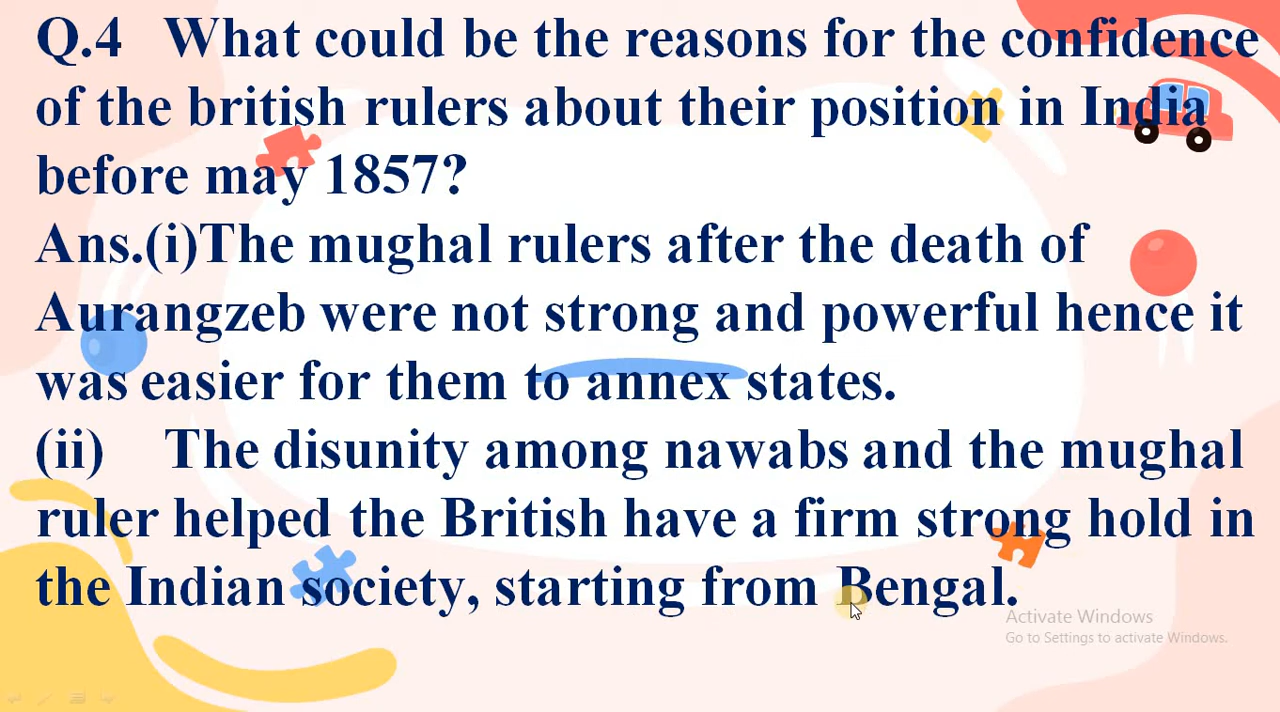 Q.4 What could be the reasons for the confidence
of the british rulers about their position in India
before may 1857?
Ans.(i)The mughal rulers after the death of
Aurangzeb were not strong and powerful hence it
was easier for them to annex states.
(ii) The disunity among nawabs and the mughal
ruler helped the British have a firm strong hold in
the Indian society, starting from Bengal.
Activate Windows
Go to Settings to activate Windows.